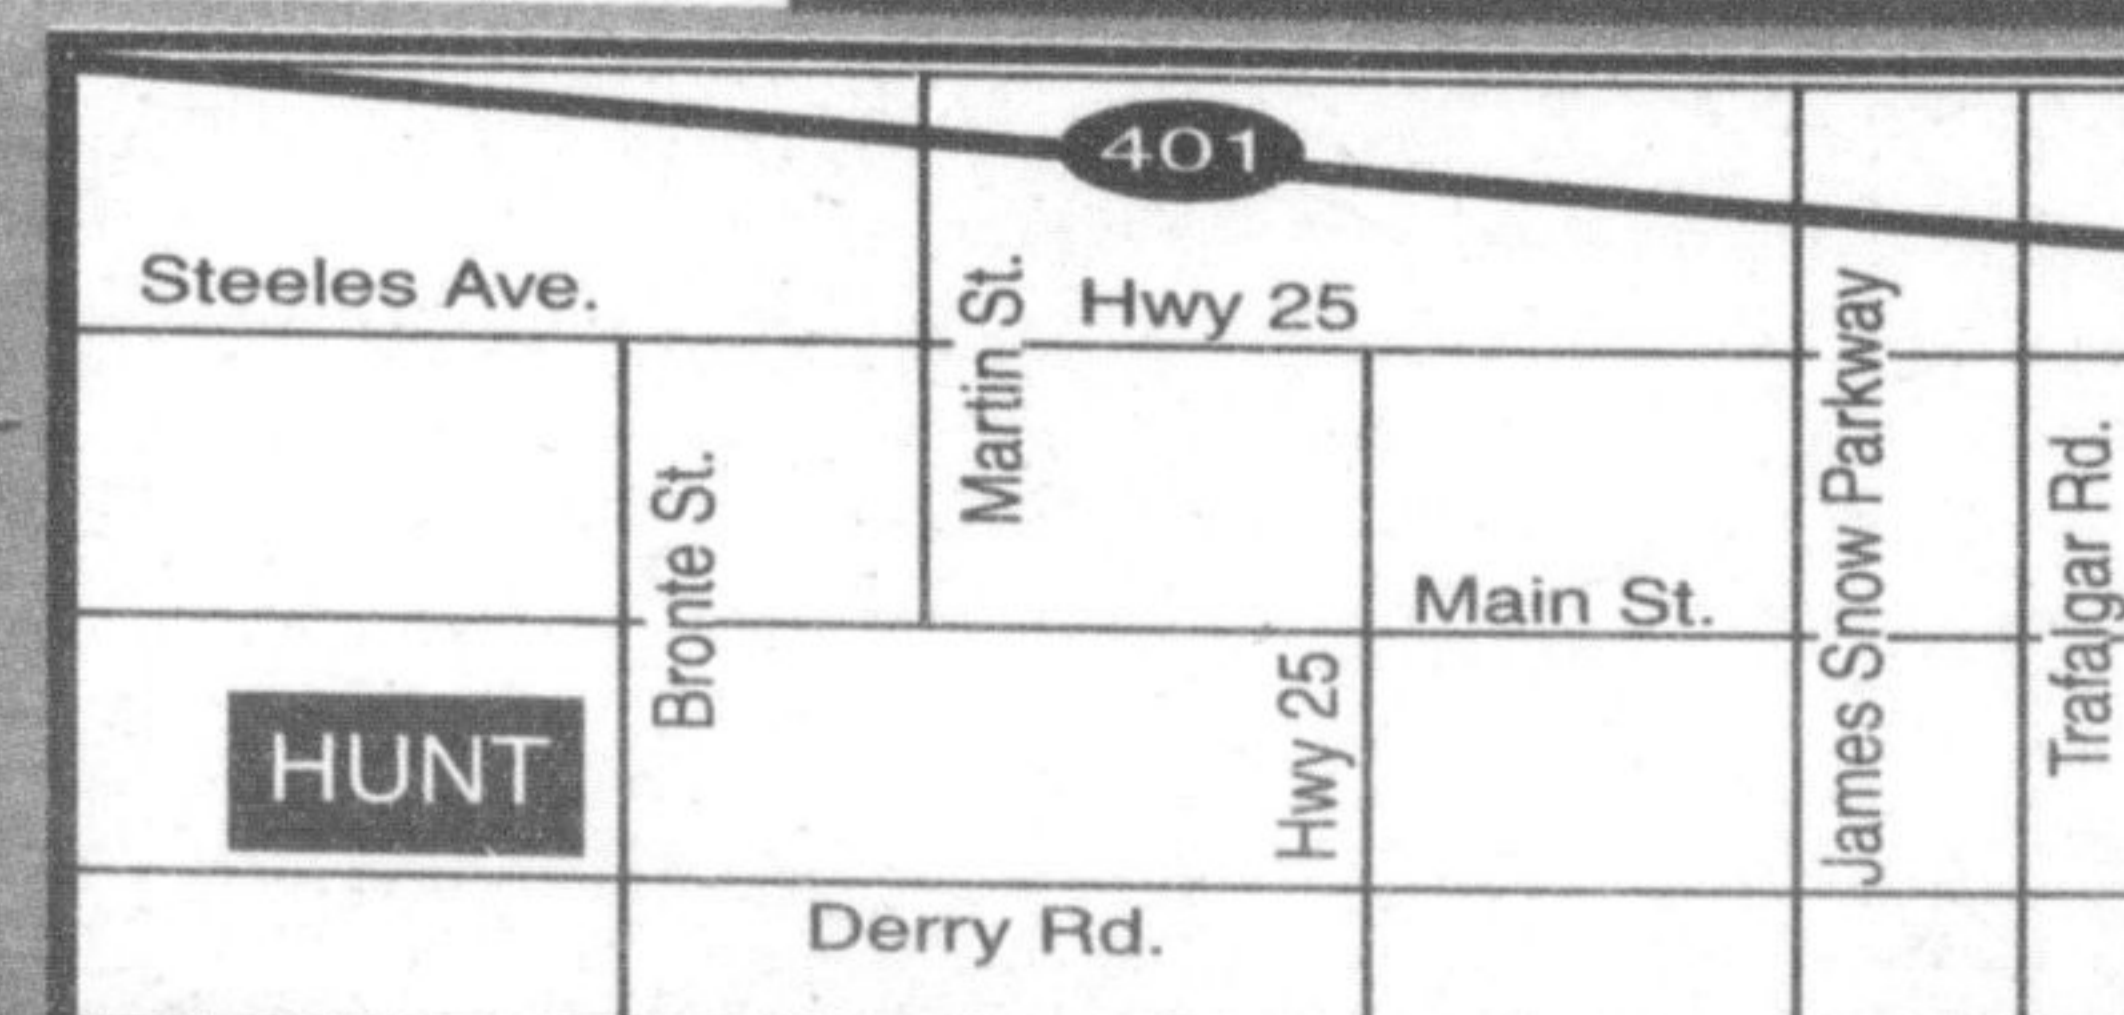 401
Steeles Ave.
Hwy 25
Martin St.
James Snow Parkway
Bronte St.
Trafalgar Rd.
Main St.
Hwy 25
HUNT
Derry Rd.